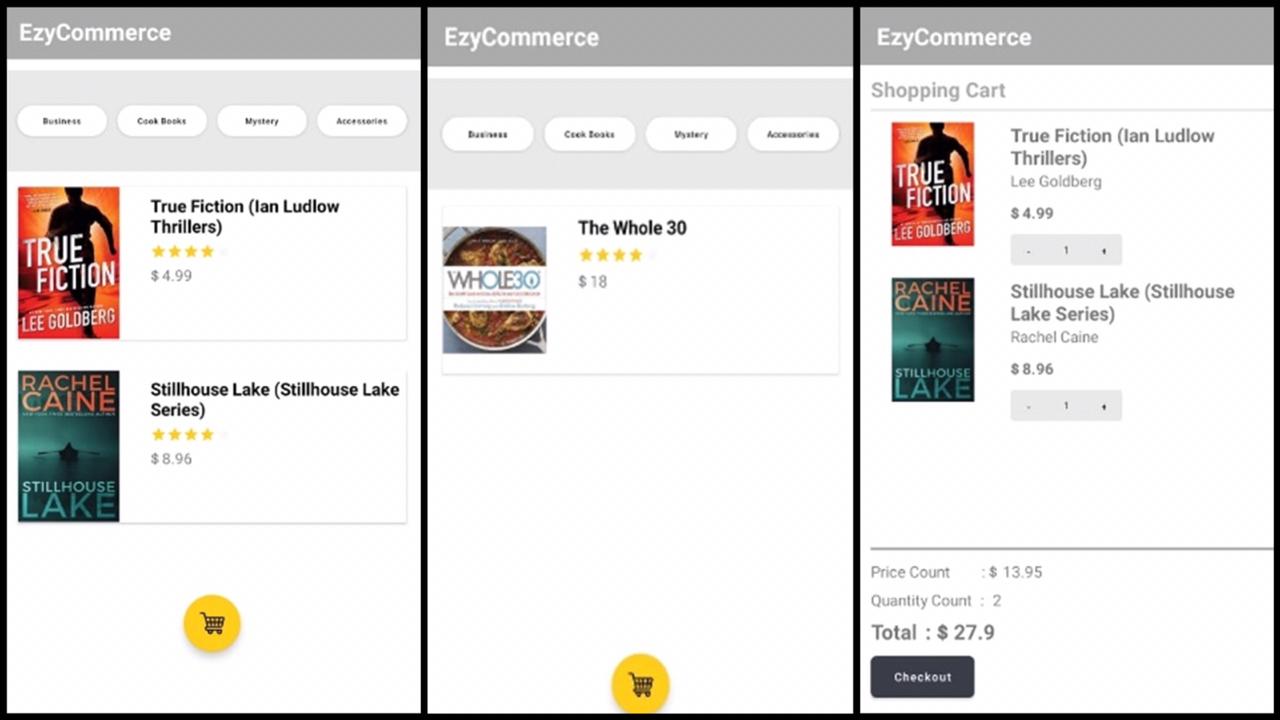 EzyCommerce
Business
Cook Books
Mystery
Accessories
TRUE
FICTION
LEE GOLDBERG
True Fiction (Ian Ludlow
Thrillers)
$ 4.99
RACHEL
CAINE
STILLHOUSE
LAKE
Stillhouse Lake (Stillhouse Lake
Series)
$ 8.96
EzyCommerce
Business
Cook Books
Mystery
Accessories
WHOLE30
The Whole 30
$ 18
EzyCommerce
Shopping Cart
TRUE
FICTION
LEE GOLDBERG
True Fiction (Ian Ludlow
Thrillers)
Lee Goldberg
$ 4.99
- 1 +
RACHEL
CAINE
STILLHOUSE
LAKE
Stillhouse Lake (Stillhouse
Lake Series)
Rachel Caine
$ 8.96
- 1 +
Price Count : $ 13.95
Quantity Count : 2
Total : $ 27.9
Checkout